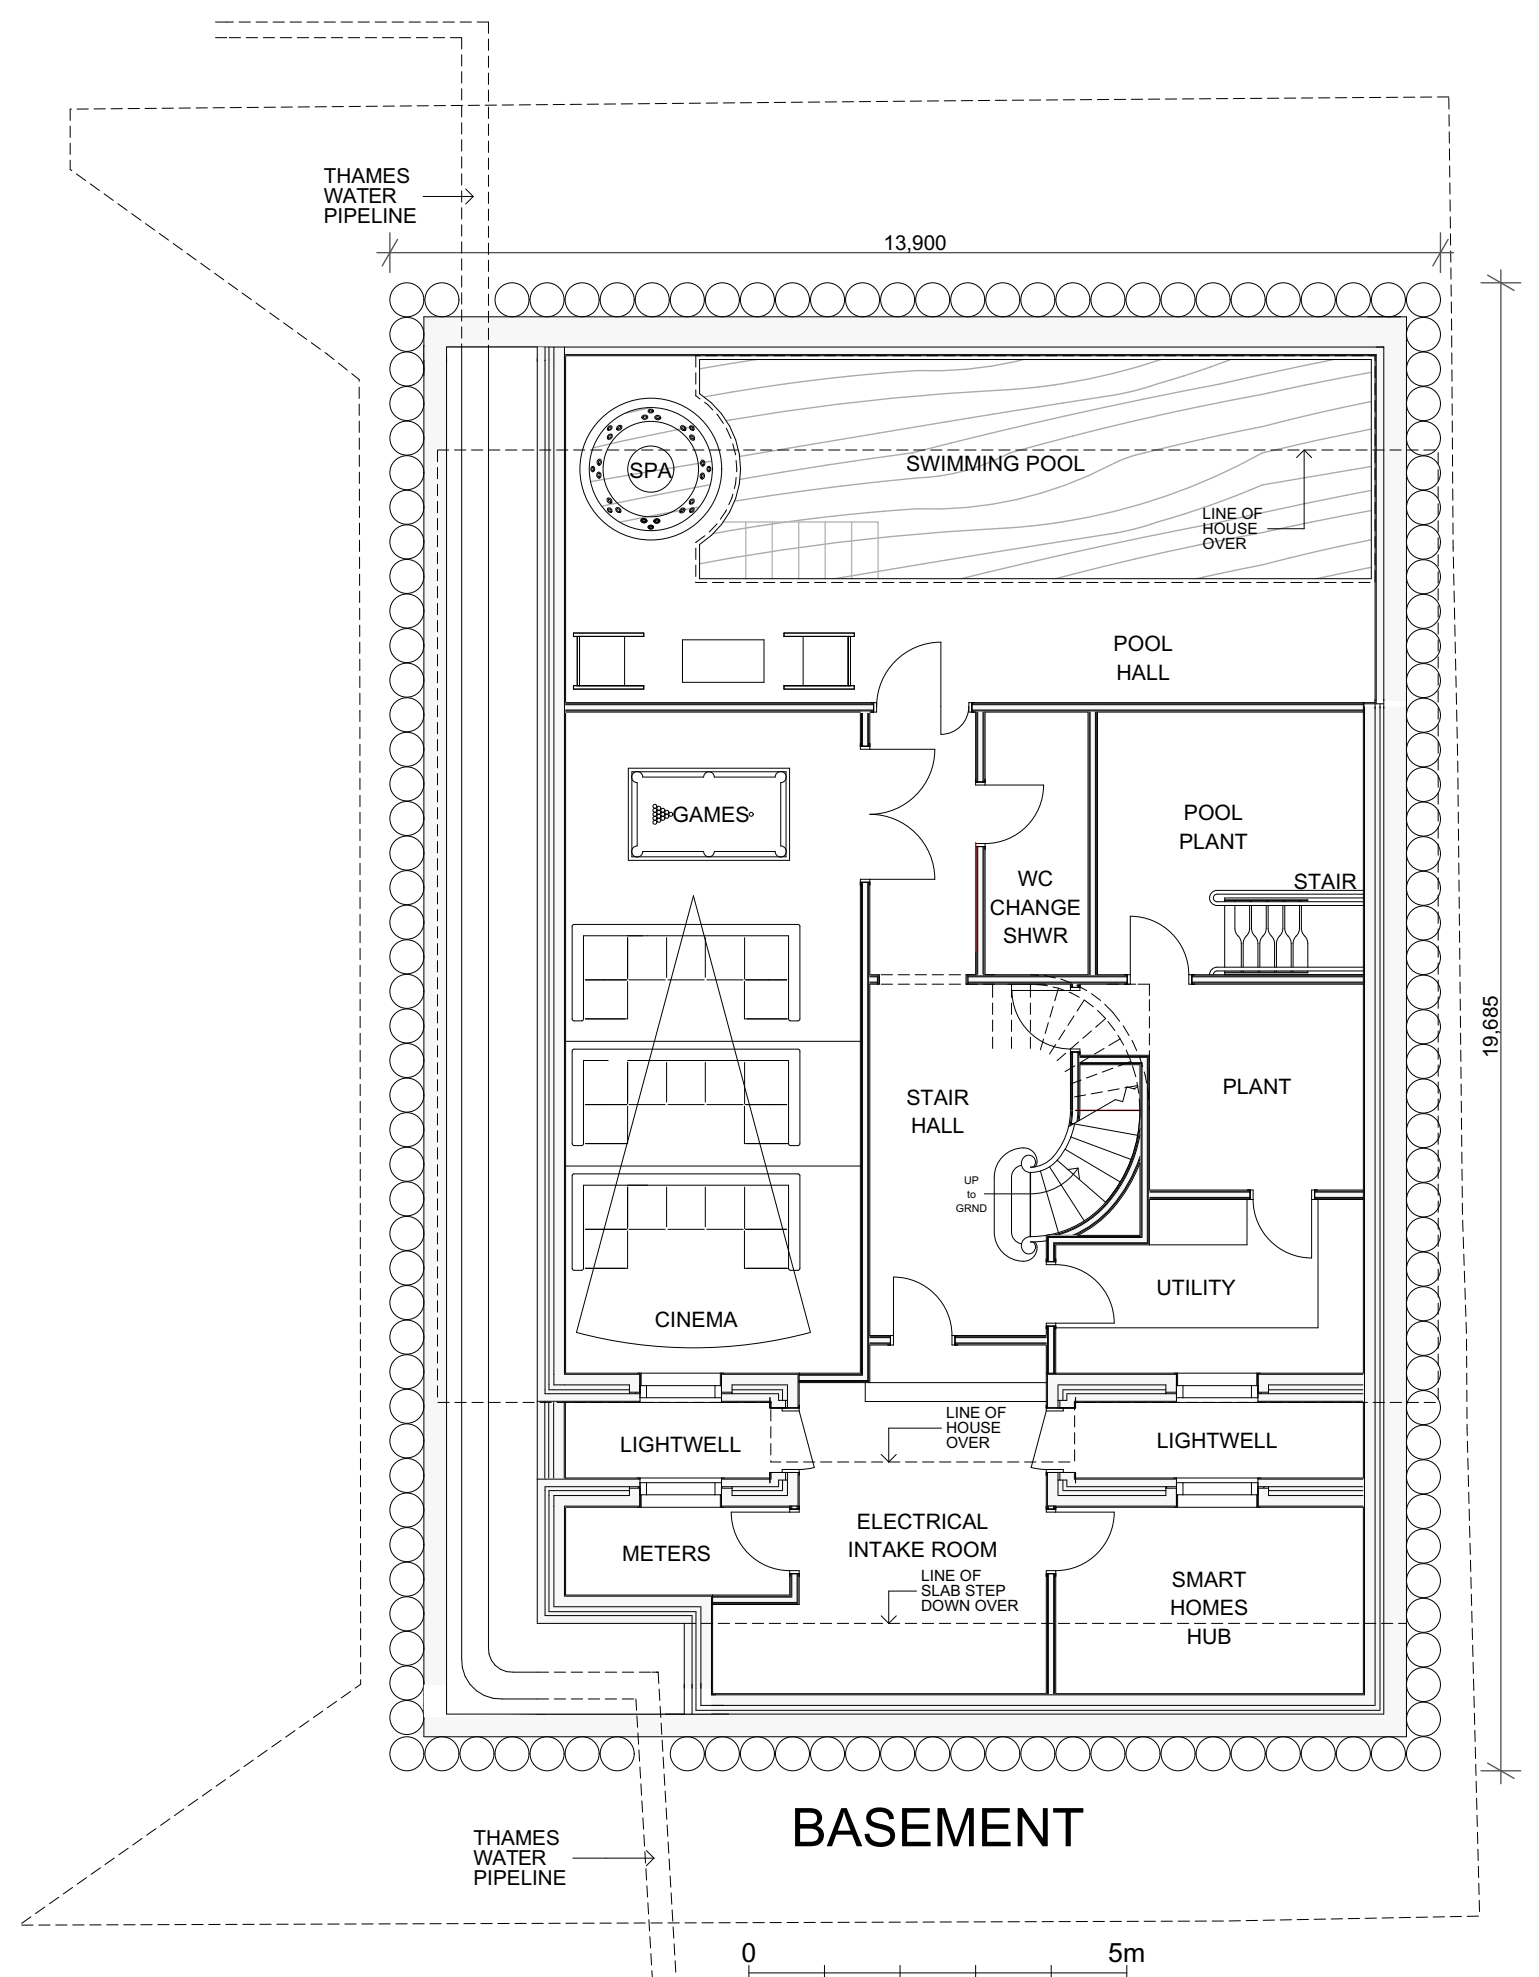 THAMES
WATER
PIPELINE
13,900
SPA
SWIMMING POOL
LINE OF
HOUSE
OVER
POOL
HALL
GAMES
POOL
PLANT
STAIR
WC
CHANGE
SHWR
19,685
STAIR
HALL
PLANT
UP
to
GRND
UTILITY
CINEMA
LINE OF
HOUSE
OVER
LIGHTWELL
LIGHTWELL
ELECTRICAL
INTAKE ROOM
METERS
LINE OF
SLAB STEP
DOWN OVER
SMART
HOMES
HUB
BASEMENT
THAMES
WATER
PIPELINE
0 5m